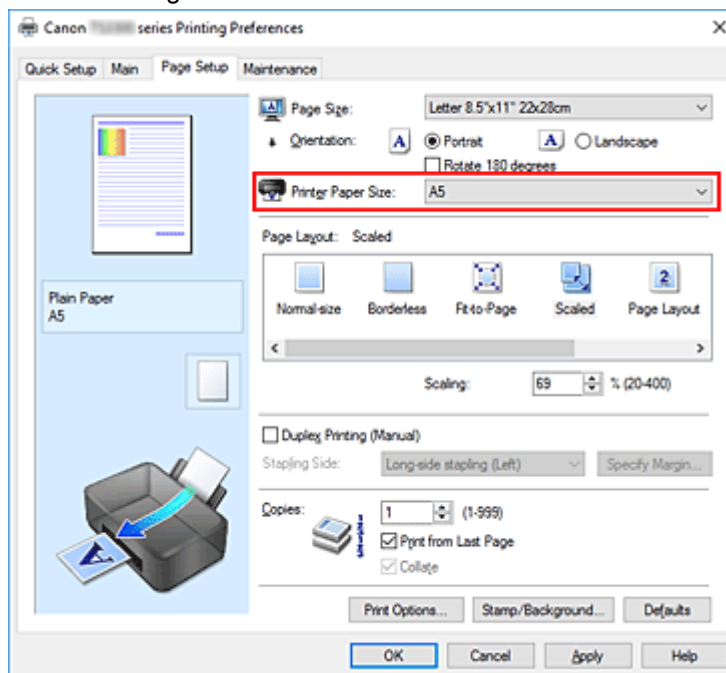 Canon series Printing Preferences
Quick Setup Main Page Setup Maintenance
Page Size: Letter 8.5"x11" 22x28cm
Orientation: A Portrait A Landscape
Rotate 180 degrees
Printer Paper Size: A5
Page Layout: Scaled
Normal-size Borderless Fit-to-Page Scaled Page Layout
Plain Paper
A5
Scaling: 69 % (20-400)
Duplex Printing (Manual)
Stapling Side: Long-side stapling (Left) Specify Margin...
Copies: 1 (1-999)
Print from Last Page
Collate
Print Options... Stamp/Background... Defaults
OK Cancel Apply Help